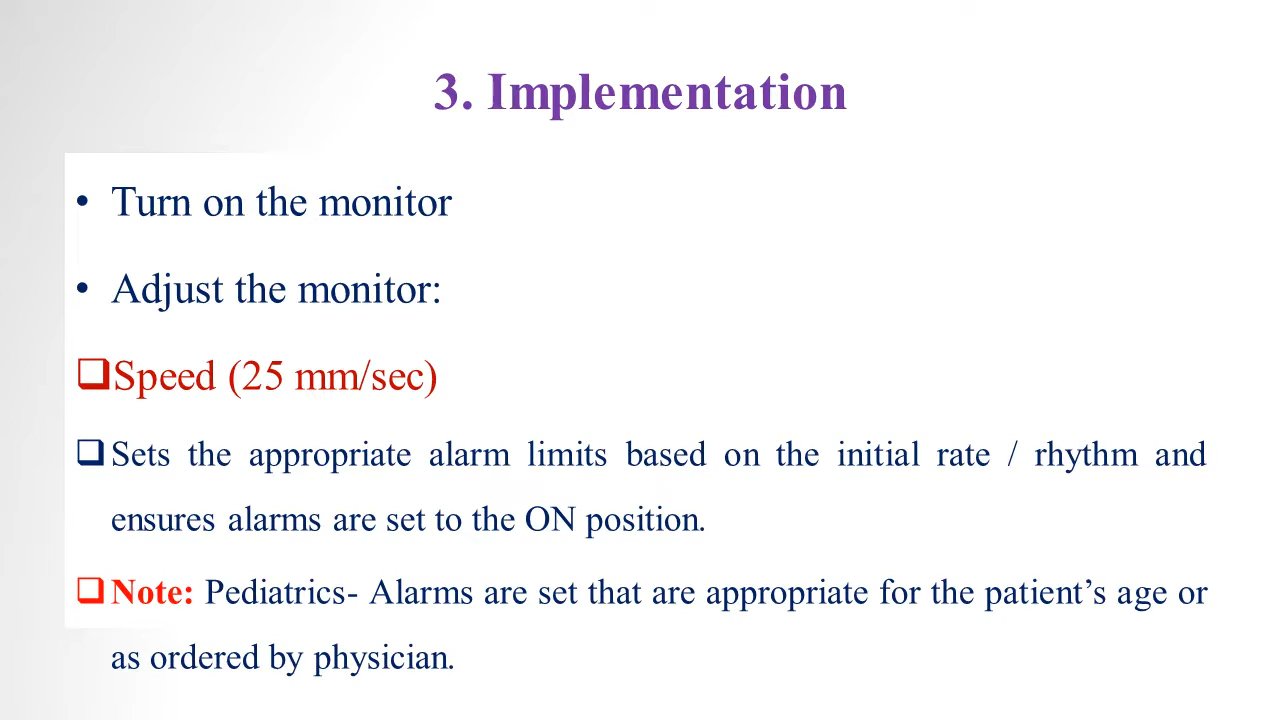 3. Implementation
• Turn on the monitor
• Adjust the monitor:
❑Speed (25 mm/sec)
❑Sets the appropriate alarm limits based on the initial rate / rhythm and
ensures alarms are set to the ON position.
❑Note: Pediatrics- Alarms are set that are appropriate for the patient’s age or
as ordered by physician.